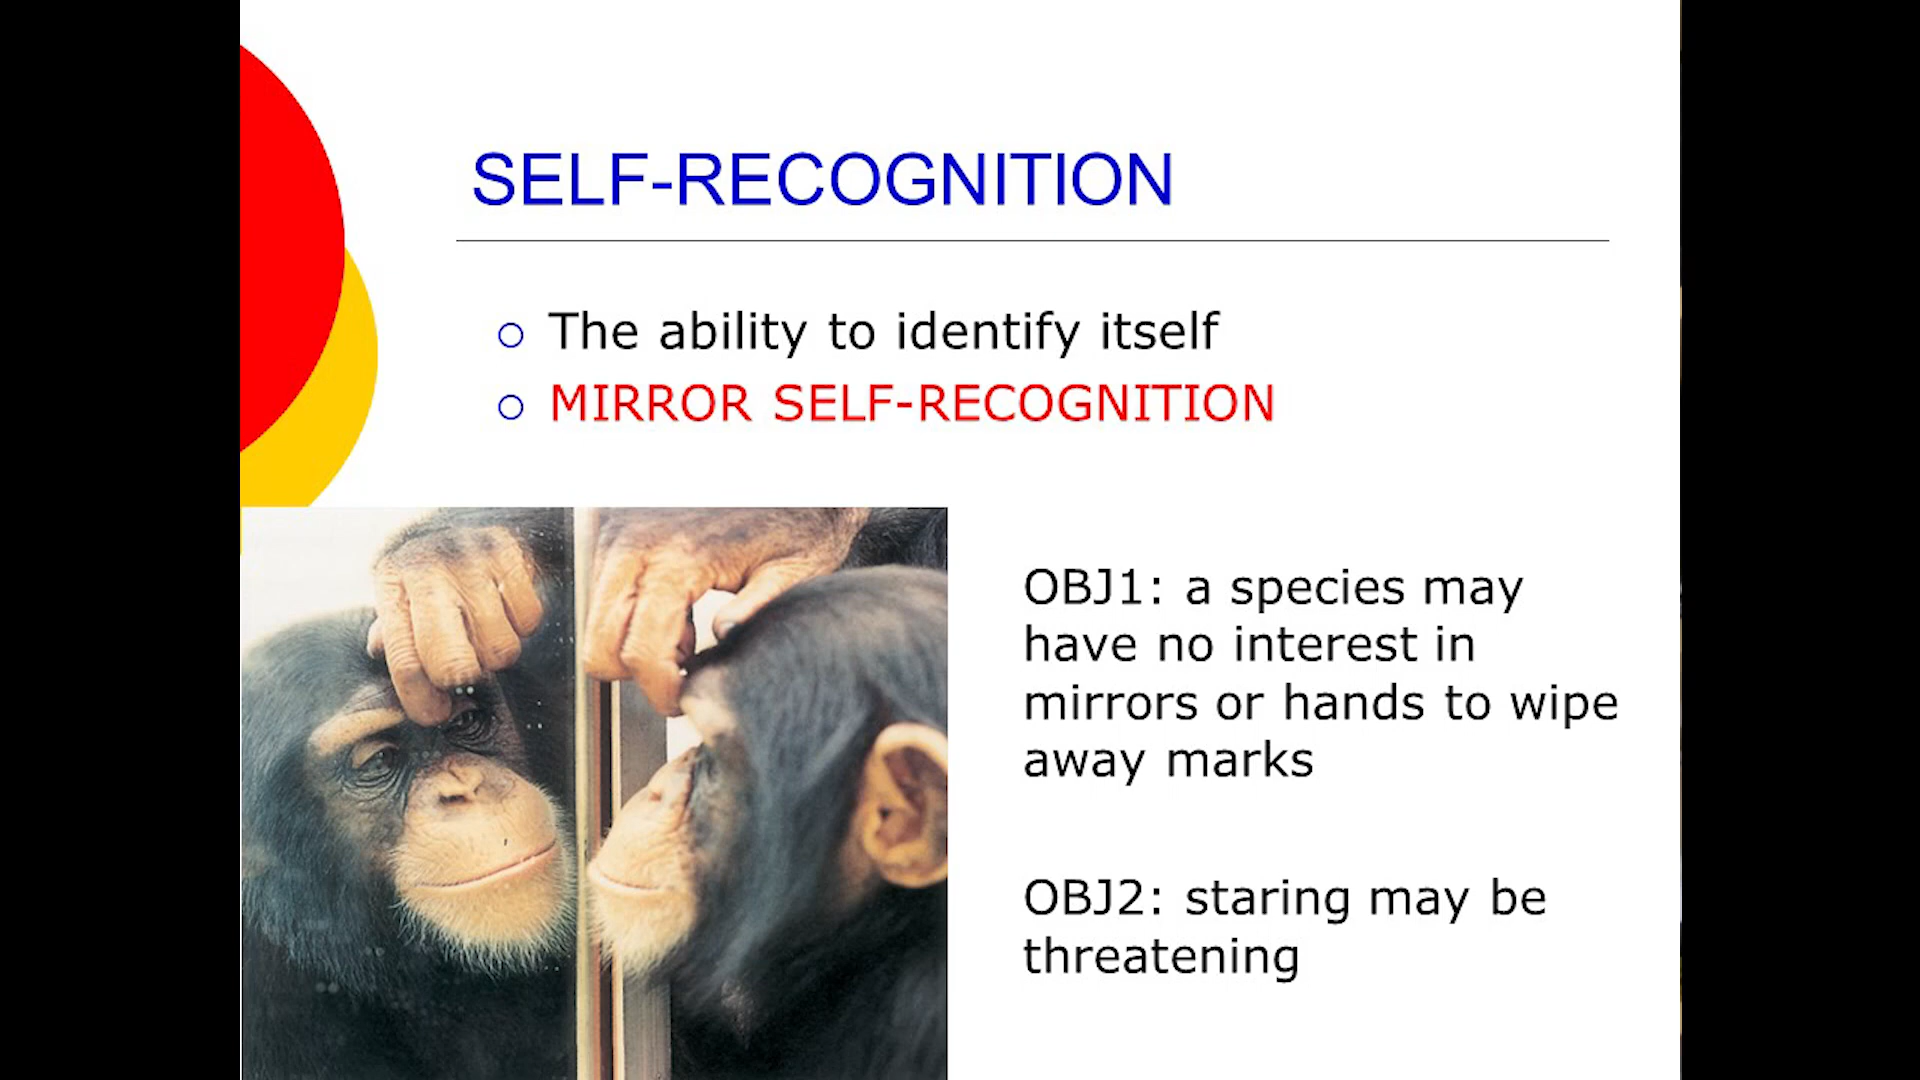 SELF-RECOGNITION
The ability to identify itself
MIRROR SELF-RECOGNITION
OBJ1: a species may
have no interest in
mirrors or hands to wipe
away marks
OBJ2: staring may be
threatening